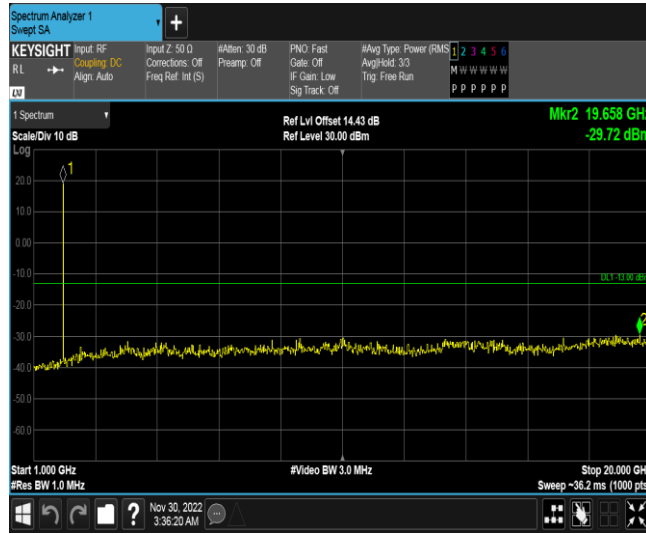 Spectrum Analyzer 1
Swept SA
+
KEYSIGHT Input: RF Input Z: 50 Ω #Atten: 30 dB PNO: Fast #Avg Type: Power (RMS 1 2 3 4 5 6
RL Coupling: DC Corrections: Off Preamp: Off Gate: Off Avg|Hold: 3/3 M W W W W W
Align: Auto Freq Ref: Int (S) IF Gain: Low Trig: Free Run
Sig Track: Off P P P P P P
LXI
1 Spectrum Ref Lvl Offset 14.43 dB Mkr2 19.658 GHz
Scale/Div 10 dB Ref Level 30.00 dBm -29.72 dBm
Log
1
20.0
10.0
0.00
-10.0
DL1 -13.00 dBm
-20.0
2
-30.0
-40.0
-50.0
-60.0
Start 1.000 GHz #Video BW 3.0 MHz Stop 20.000 GH
#Res BW 1.0 MHz Sweep ~36.2 ms (1000 pts
? Nov 30, 2022
3:36:20 AM